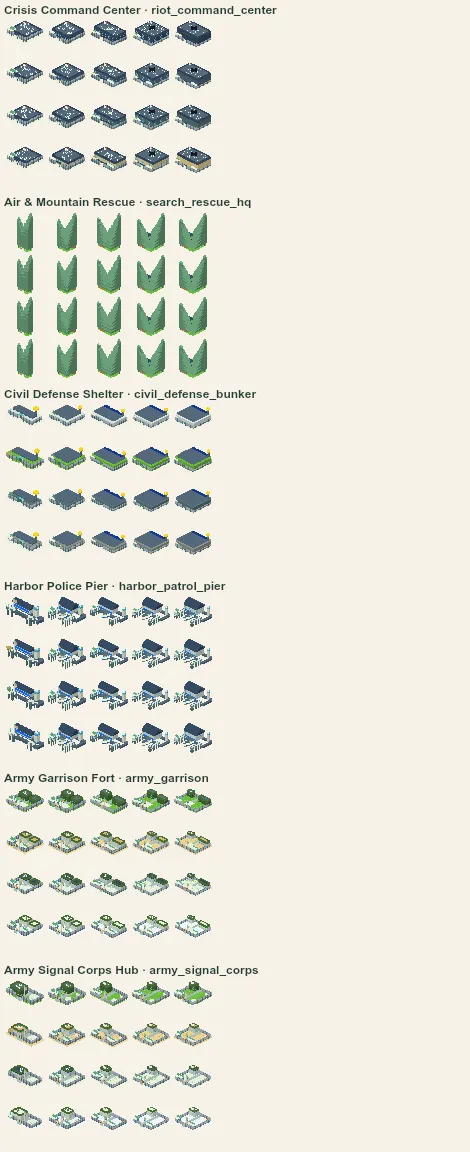 Crisis Command Center · riot_command_center
Air & Mountain Rescue · search_rescue_hq
Civil Defense Shelter · civil_defense_bunker
Harbor Police Pier · harbor_patrol_pier
Army Garrison Fort · army_garrison
Army Signal Corps Hub · army_signal_corps